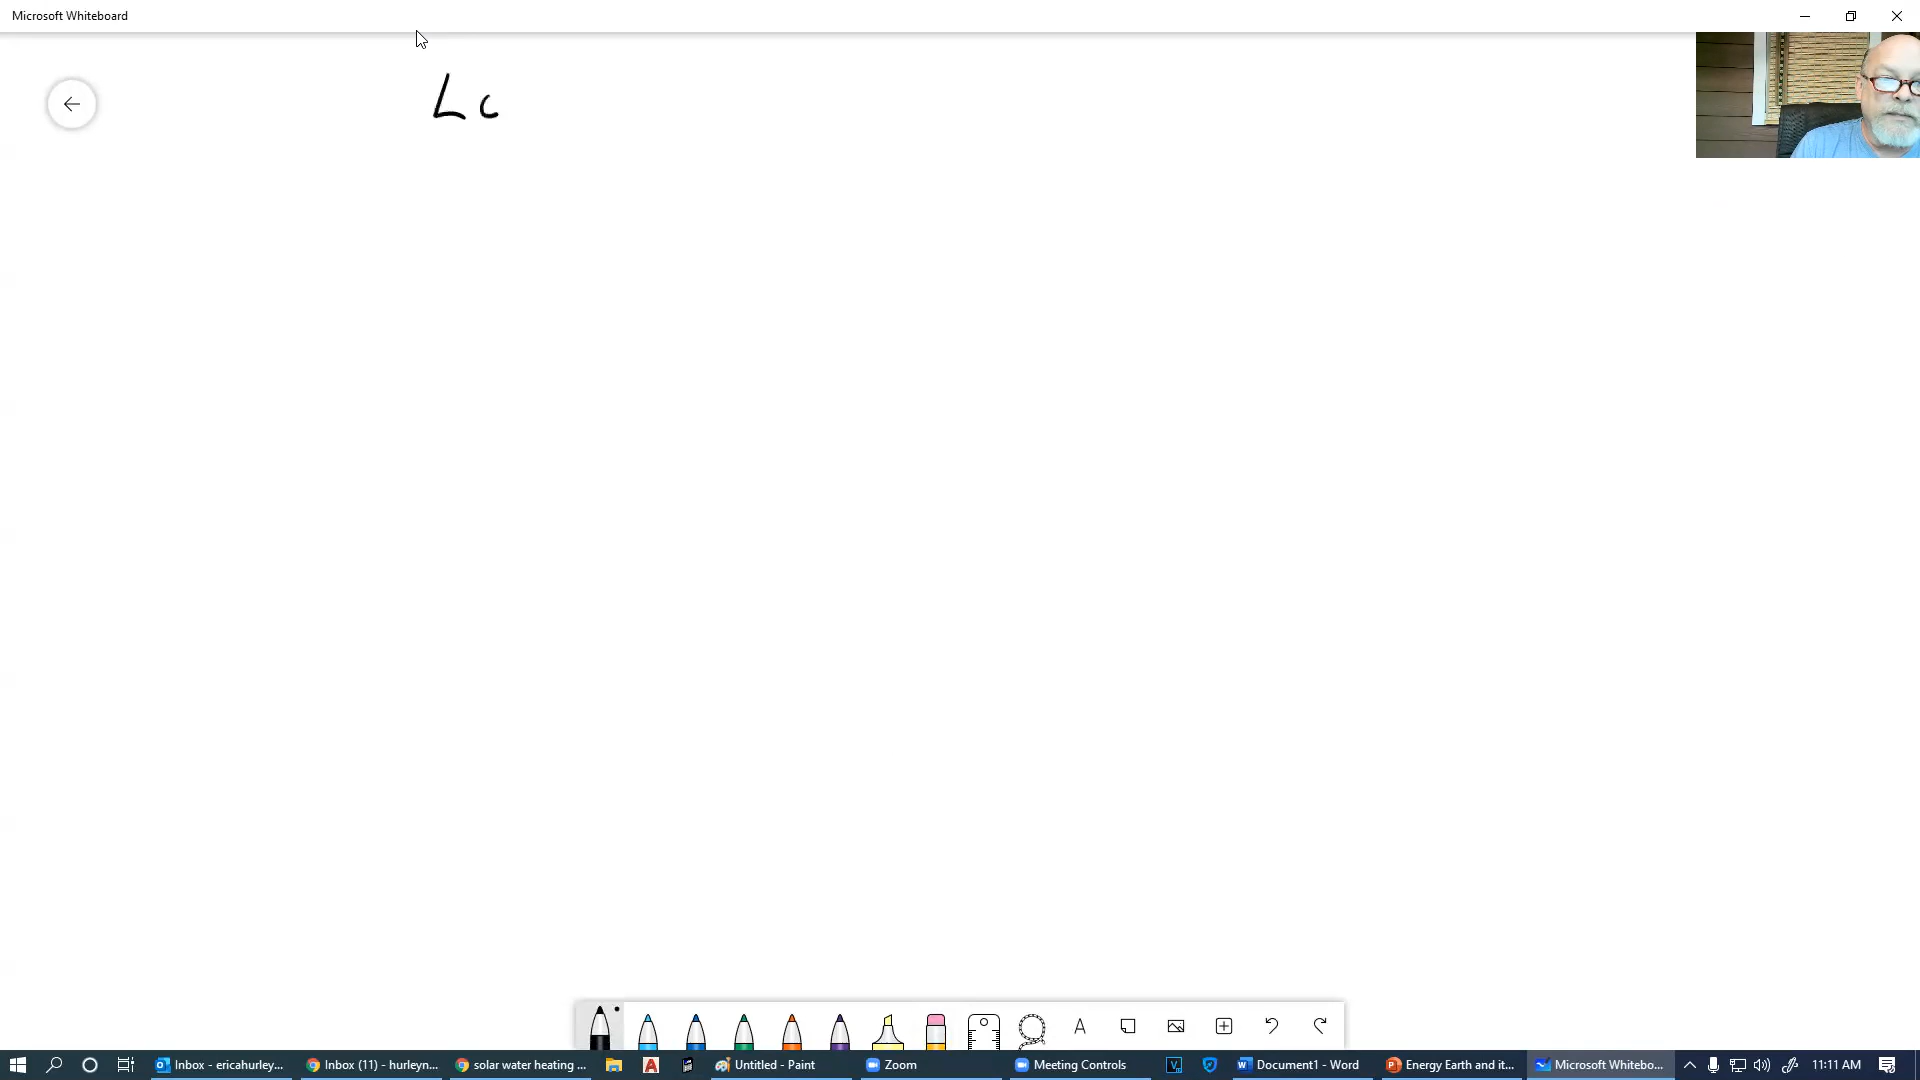 Microsoft Whiteboard
Lc
A
Inbox - ericahurley...
Inbox (11) - hurleyn...
solar water heating ...
Untitled - Paint
Zoom
Meeting Controls
Document1 - Word
Energy Earth and it...
Microsoft Whitebo...
11:11 AM